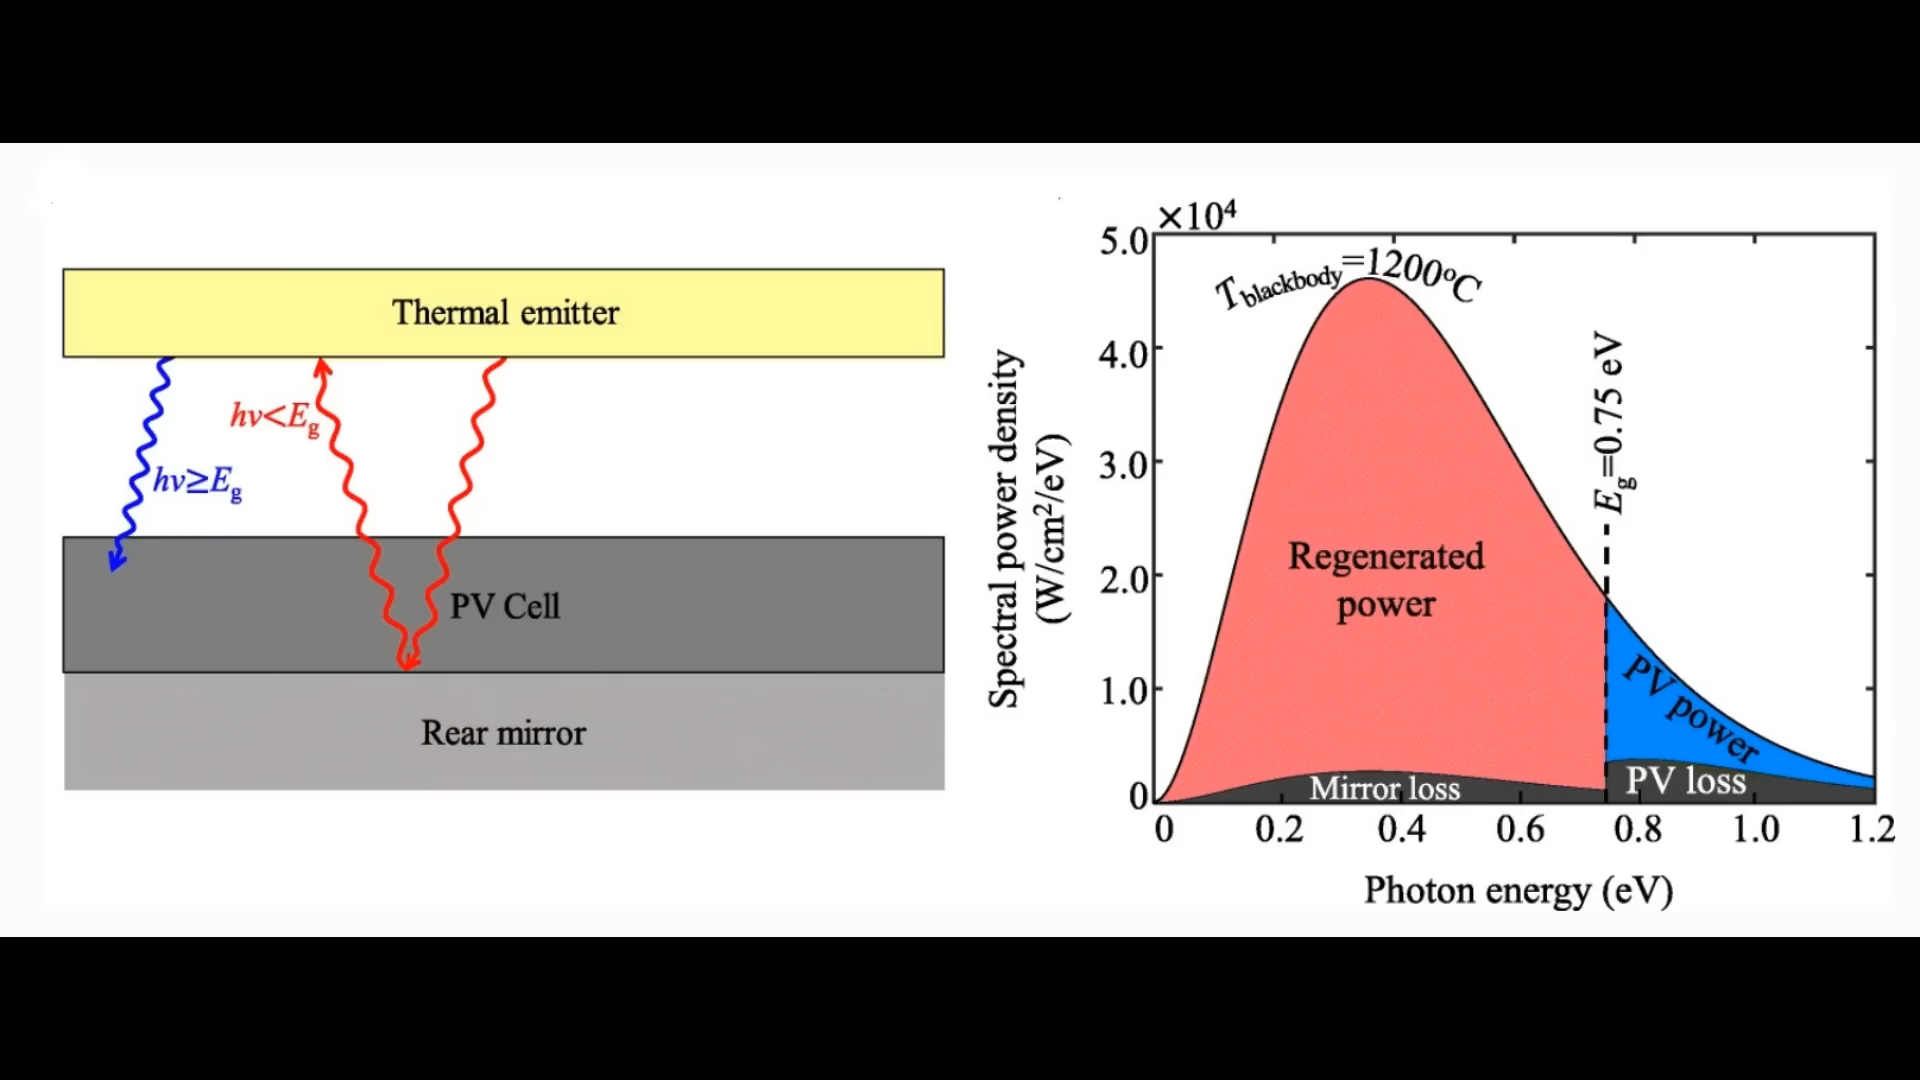 Thermal emitter
hν<Eg
hν≥Eg
PV Cell
Rear mirror
×10⁴
5.0
4.0
3.0
2.0
1.0
0
Spectral power density
(W/cm²/eV)
Tblackbody=1200°C
Eg=0.75 eV
Regenerated
power
PV power
Mirror loss
PV loss
0 0.2 0.4 0.6 0.8 1.0 1.2
Photon energy (eV)